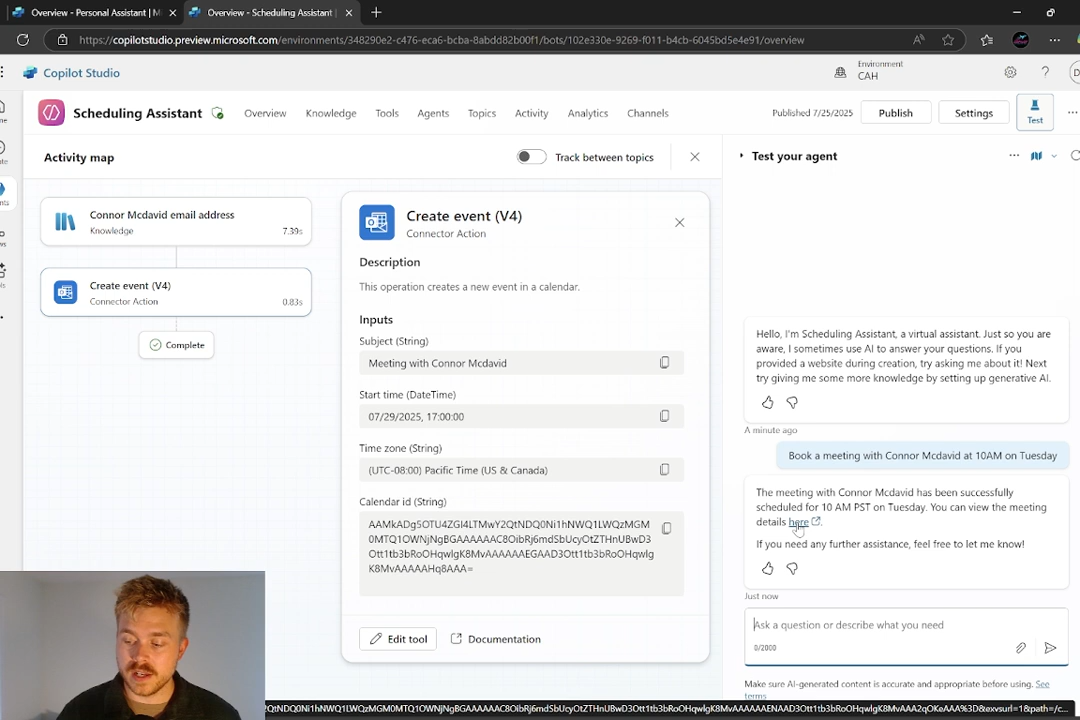 Overview - Personal Assistant | M
Overview - Scheduling Assistant |
https://copilotstudio.preview.microsoft.com/environments/348290e2-c476-eca6-bcba-8abdd82b00f1/bots/102e330e-9269-f011-b4cb-6045bd5e4e91/overview
Copilot Studio
Environment
CAH
Scheduling Assistant
Overview
Knowledge
Tools
Agents
Topics
Activity
Analytics
Channels
Published 7/25/2025
Publish
Settings
Test
Activity map
Track between topics
Test your agent
Connor Mcdavid email address
Knowledge
7.39s
Create event (V4)
Connector Action
0.83s
Complete
Create event (V4)
Connector Action
Description
This operation creates a new event in a calendar.
Inputs
Subject (String)
Meeting with Connor Mcdavid
Start time (DateTime)
07/29/2025, 17:00:00
Time zone (String)
(UTC-08:00) Pacific Time (US & Canada)
Calendar id (String)
AAMkADg5OTU4ZGI4LTMwY2QtNDQ0Ni1hNWQ1LWQzMGM
0MTQ1OWNjNgBGAAAAAAC8OibRj6mdSbUcyOtZTHnUBwD3
Ott1tb3bRoOHqwIgK8MvAAAAAAEGAAD3Ott1tb3bRoOHqwIg
K8MvAAAAAHq8AAA=
Edit tool
Documentation
Hello, I'm Scheduling Assistant, a virtual assistant. Just so you are
aware, I sometimes use AI to answer your questions. If you
provided a website during creation, try asking me about it! Next
try giving me some more knowledge by setting up generative AI.
A minute ago
Book a meeting with Connor Mcdavid at 10AM on Tuesday
The meeting with Connor Mcdavid has been successfully
scheduled for 10 AM PST on Tuesday. You can view the meeting
details here.
If you need any further assistance, feel free to let me know!
Just now
Ask a question or describe what you need
0/2000
Make sure AI-generated content is accurate and appropriate before using. See
terms